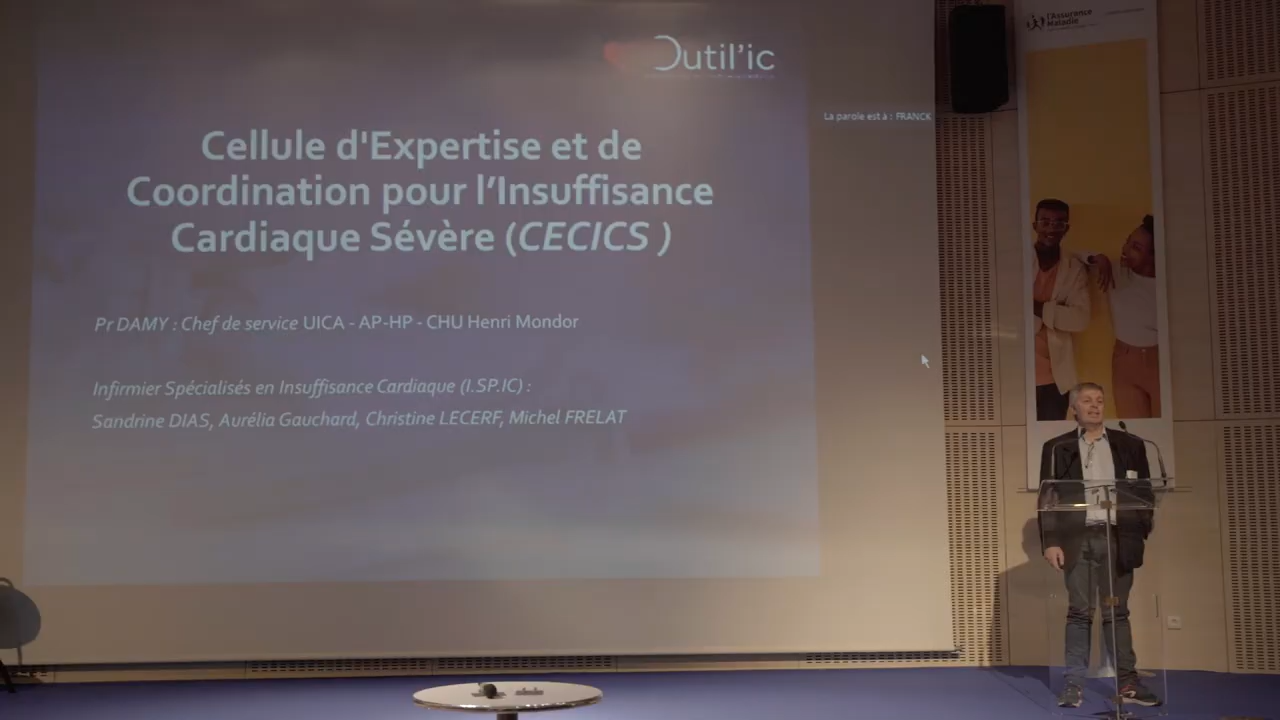 Outil'ic
Cellule d'Expertise et de
Coordination pour l'Insuffisance
Cardiaque Sévère (CECICS )
Pr DAMY : Chef de service UICA - AP-HP - CHU Henri Mondor
Infirmier Spécialisés en Insuffisance Cardiaque (I.SP.IC) :
Sandrine DIAS, Aurélia Gauchard, Christine LECERF, Michel FRELAT
La parole est à : FRANCK
l'Assurance
Maladie